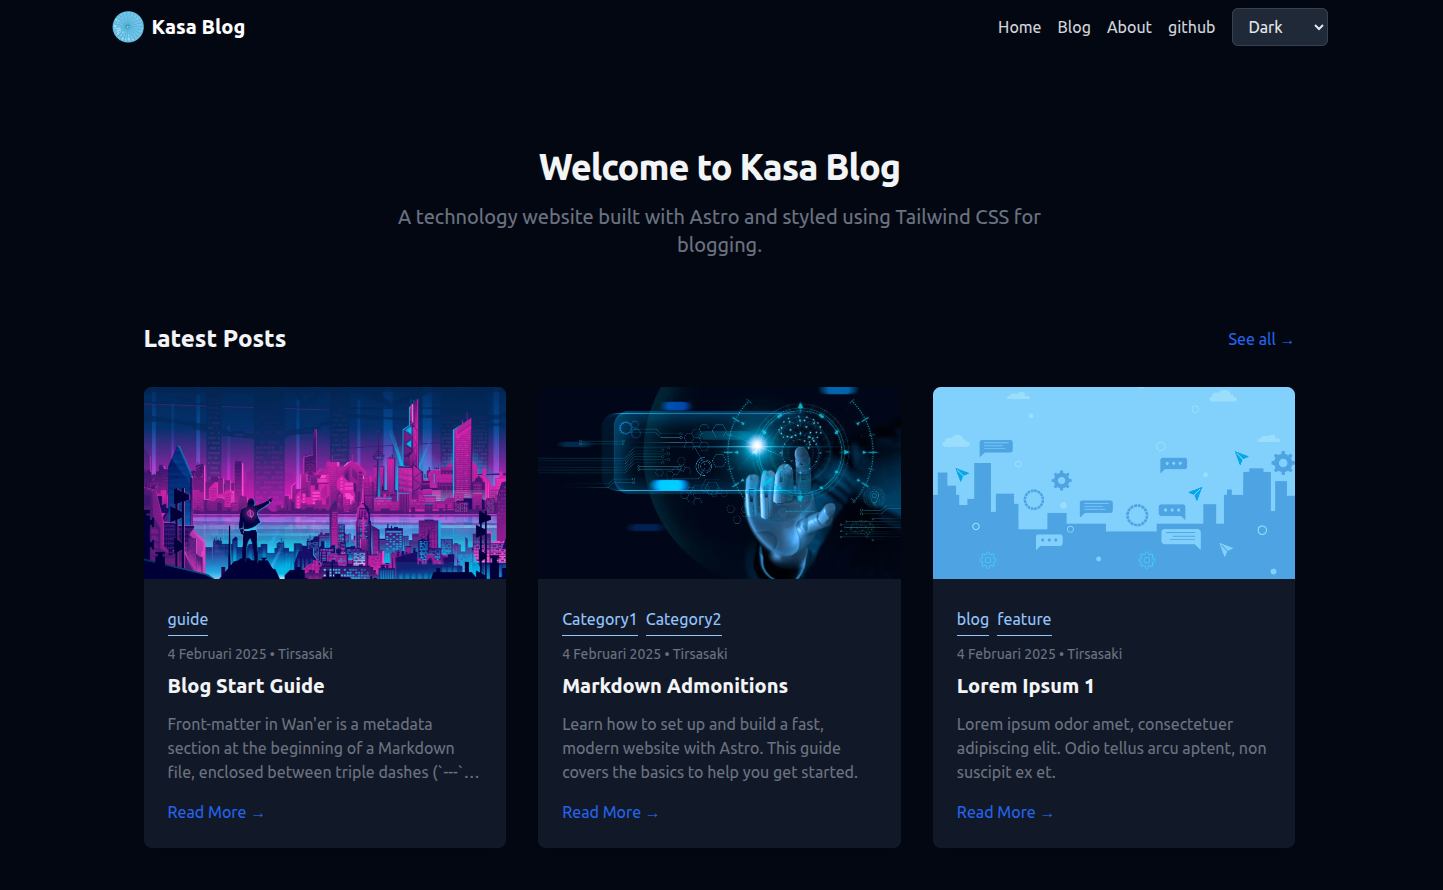 Kasa Blog
Home Blog About github Dark
Welcome to Kasa Blog
A technology website built with Astro and styled using Tailwind CSS for
blogging.
Latest Posts
See all →
guide
4 Februari 2025 • Tirsasaki
Blog Start Guide
Front-matter in Wan'er is a metadata
section at the beginning of a Markdown
file, enclosed between triple dashes (`---`…
Read More →
Category1 Category2
4 Februari 2025 • Tirsasaki
Markdown Admonitions
Learn how to set up and build a fast,
modern website with Astro. This guide
covers the basics to help you get started.
Read More →
blog feature
4 Februari 2025 • Tirsasaki
Lorem Ipsum 1
Lorem ipsum odor amet, consectetuer
adipiscing elit. Odio tellus arcu aptent, non
suscipit ex et.
Read More →